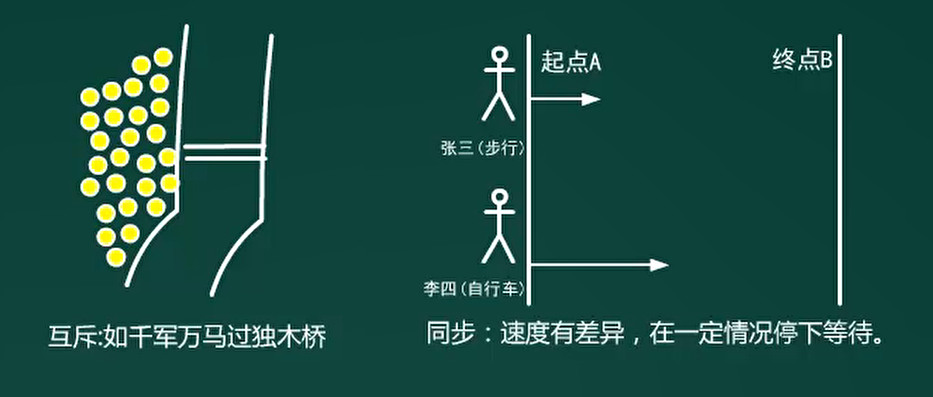 起点A
终点B
张三(步行)
李四(自行车)
互斥:如千军万马过独木桥
同步：速度有差异，在一定情况停下等待。